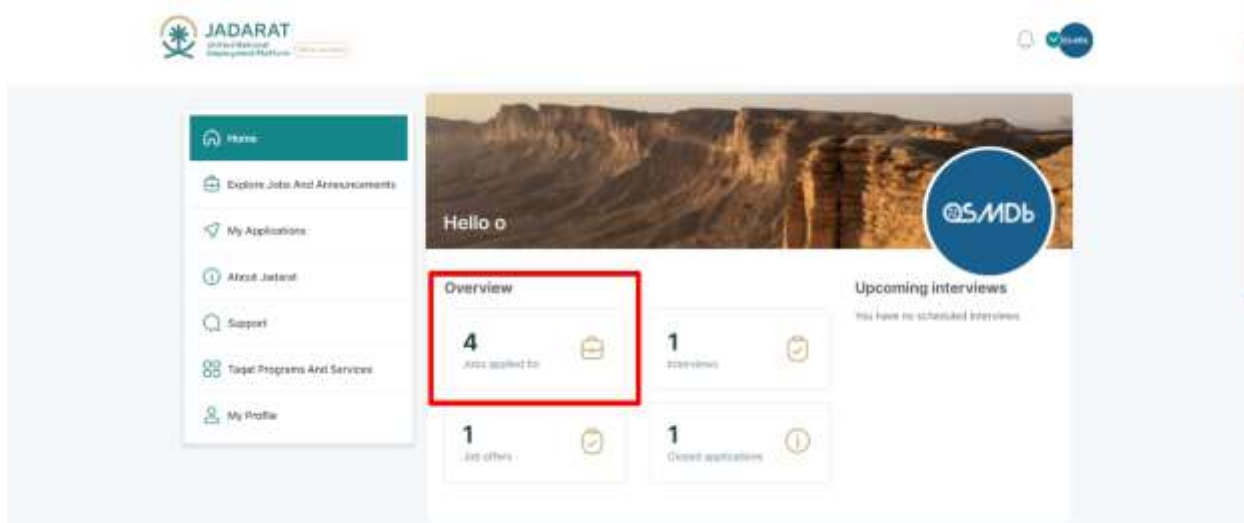 JADARAT
Home
Explore Jobs And Announcements
My Applications
About Jadarat
Support
Taqat Programs And Services
My Profile
Hello o
Overview
4
Jobs applied for
1
Interviews
1
Job offers
1
Closed applications
Upcoming interviews
You have no scheduled interviews